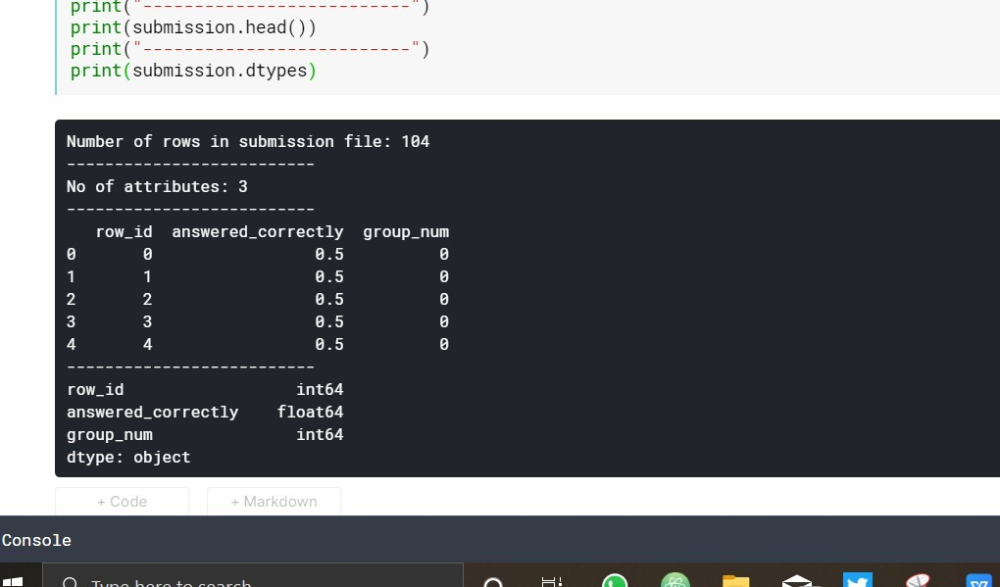 print("--------------------------")
print(submission.head())
print("--------------------------")
print(submission.dtypes)
Number of rows in submission file: 104
--------------------------
No of attributes: 3
--------------------------
   row_id  answered_correctly  group_num
0       0                 0.5          0
1       1                 0.5          0
2       2                 0.5          0
3       3                 0.5          0
4       4                 0.5          0
--------------------------
row_id                  int64
answered_correctly    float64
group_num               int64
dtype: object
+ Code + Markdown
Console
Type here to search